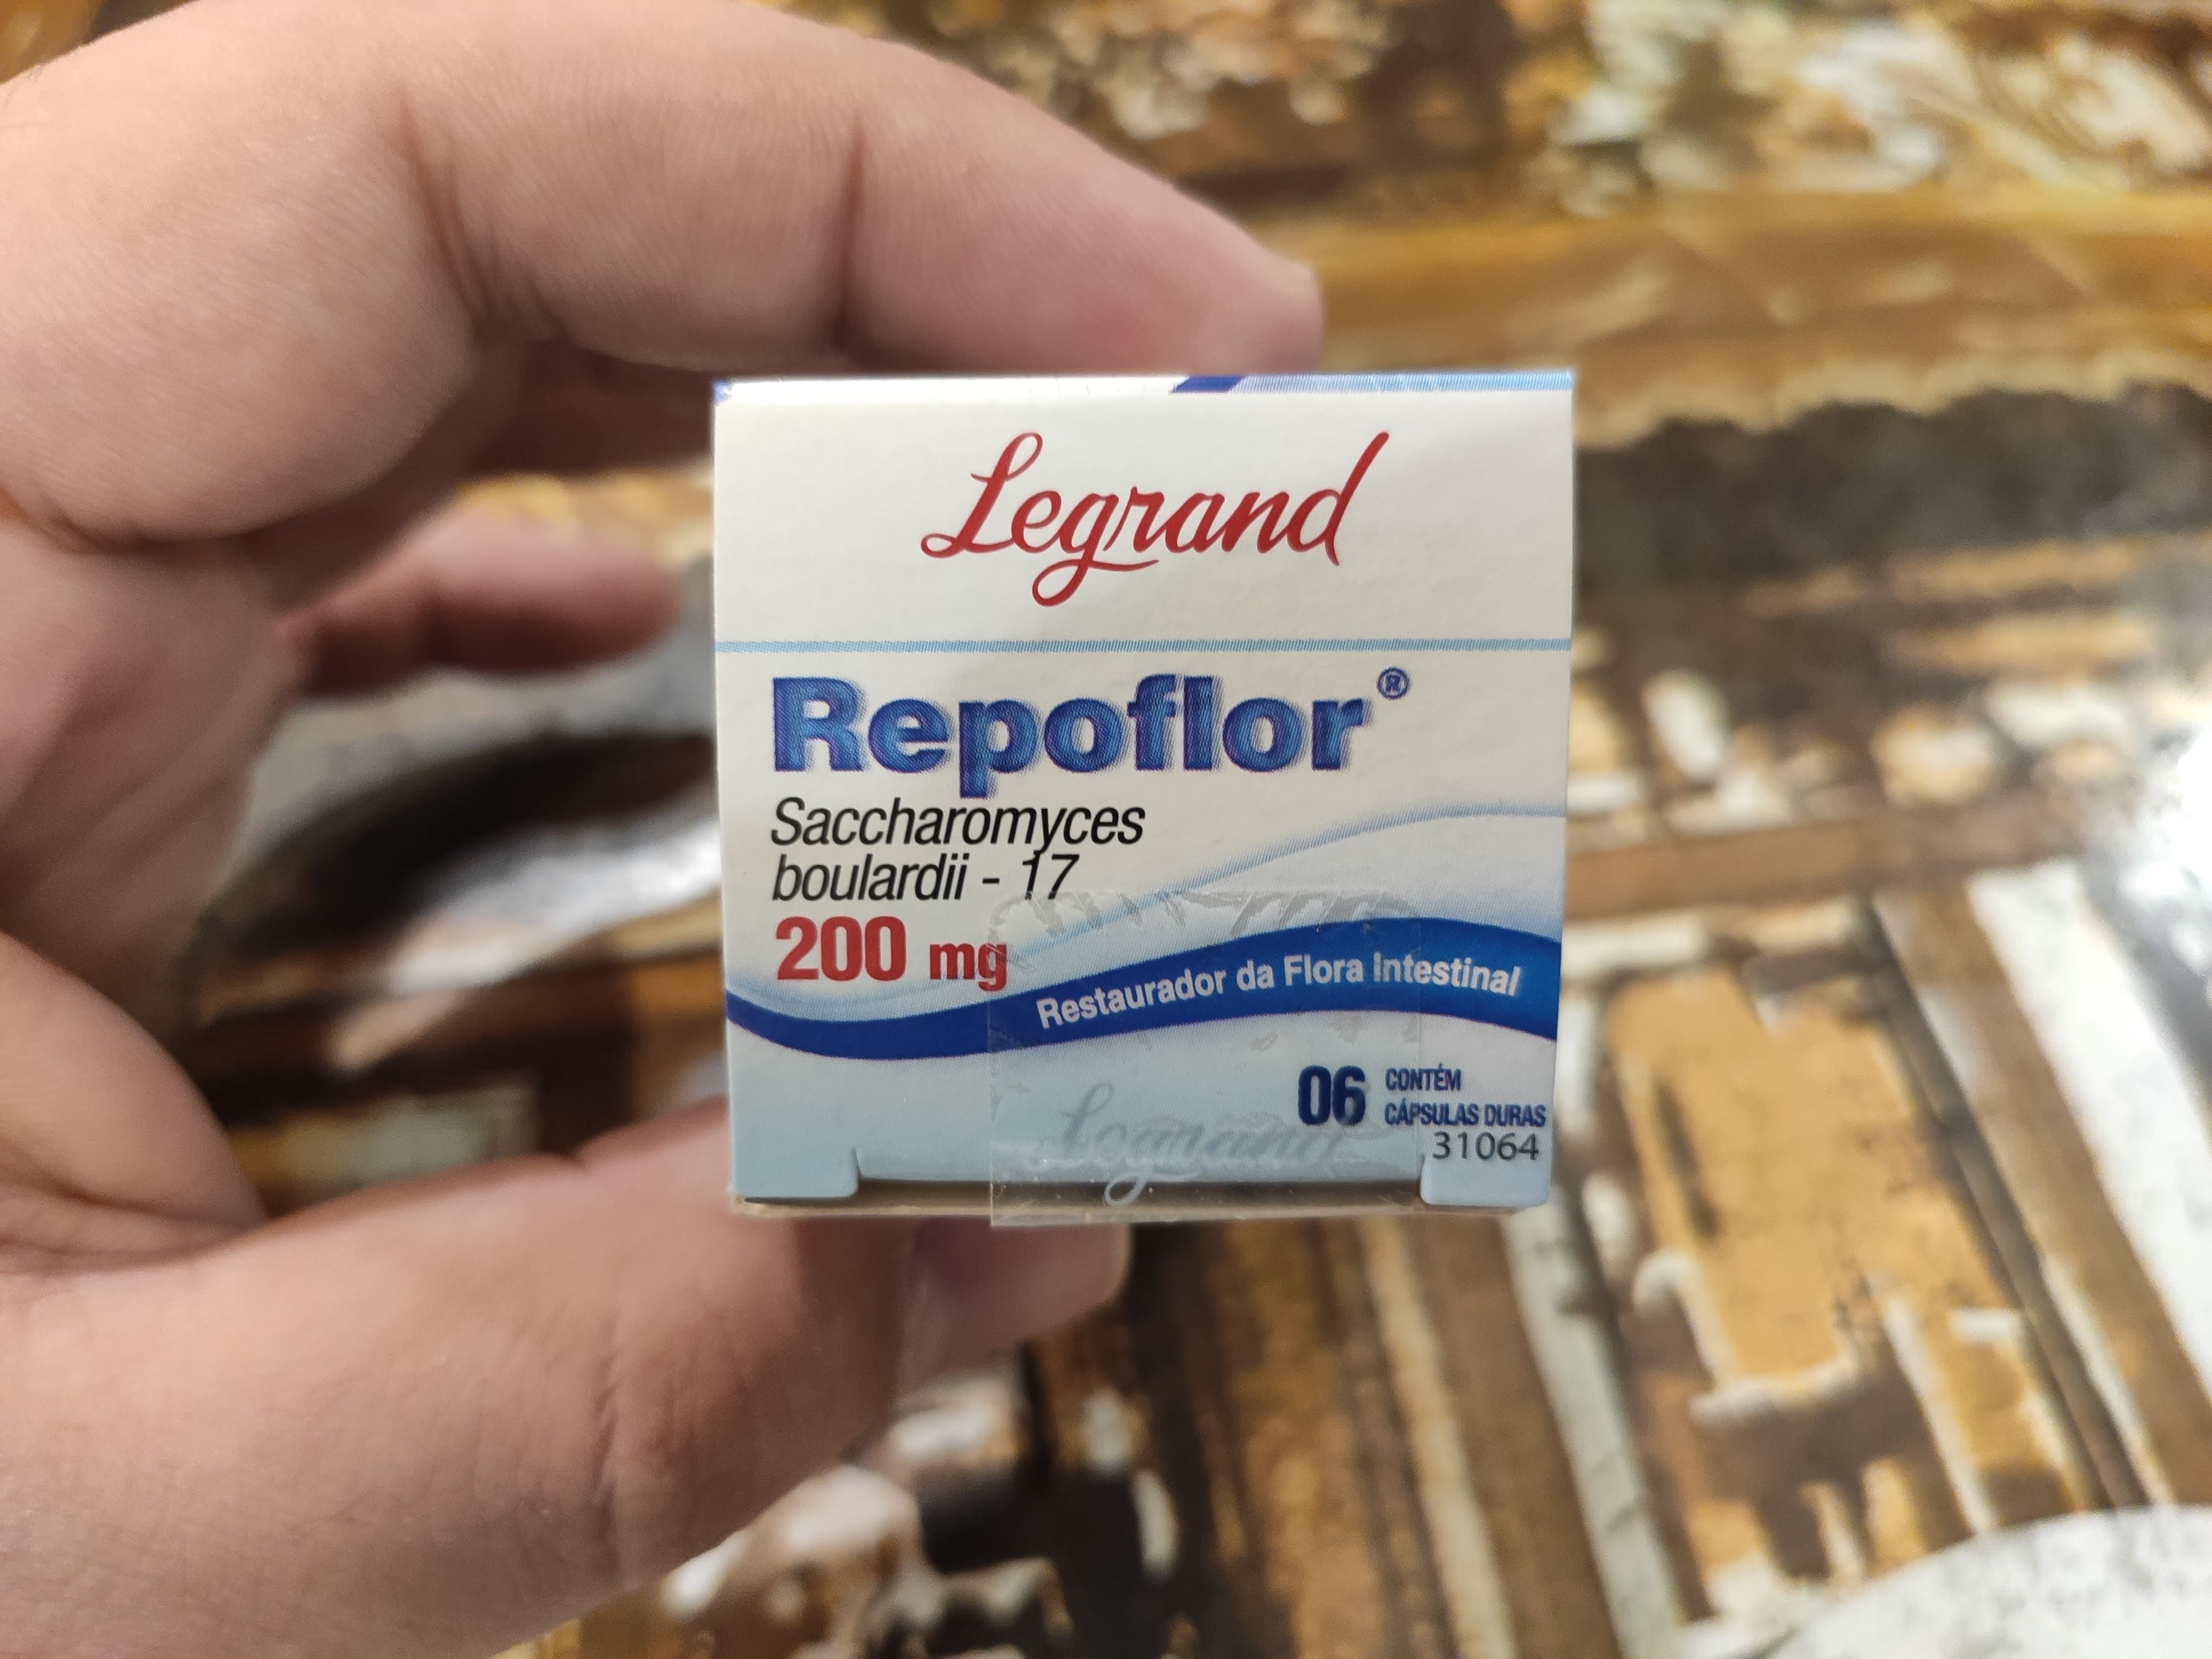 Legrand
Repoflor®
Saccharomyces
boulardii - 17
200 mg
Restaurador da Flora Intestinal
06 CONTÉM
CÁPSULAS DURAS
31064
Legrand